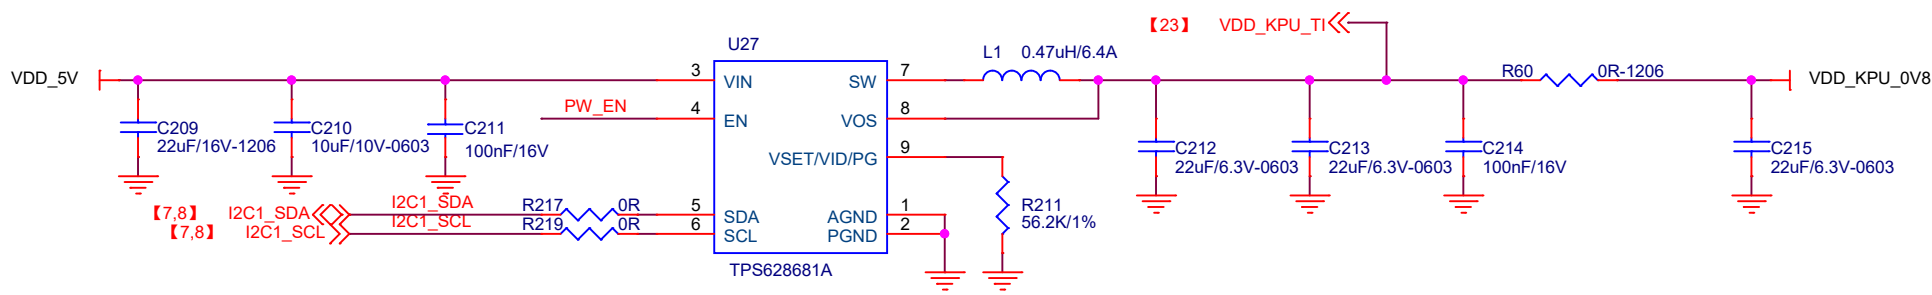 【23】 VDD_KPU_TI
U27
L1 0.47uH/6.4A
VDD_5V
3 VIN
SW 7
R60 0R-1206
VDD_KPU_0V8
PW_EN
4 EN
VOS 8
C209
22uF/16V-1206
C210
10uF/10V-0603
C211
100nF/16V
VSET/VID/PG 9
C212
22uF/6.3V-0603
C213
22uF/6.3V-0603
C214
100nF/16V
C215
22uF/6.3V-0603
【7,8】 I2C1_SDA
I2C1_SDA
R217 0R
5 SDA
AGND 1
R211
56.2K/1%
【7,8】 I2C1_SCL
I2C1_SCL
R219 0R
6 SCL
PGND 2
TPS628681A